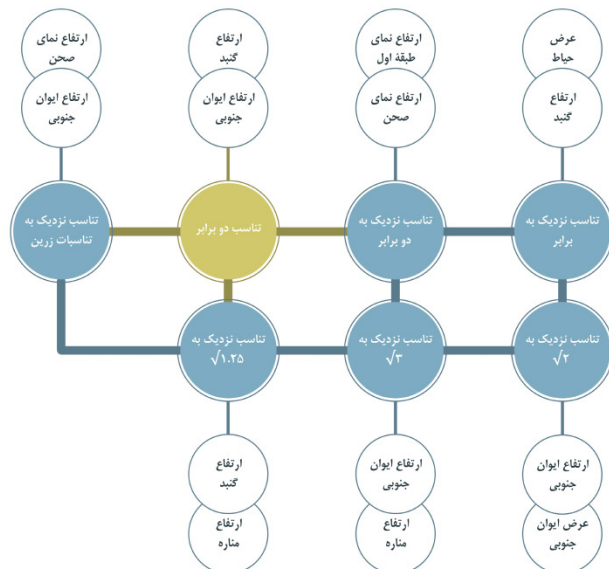 عرض
حیاط
ارتفاع
گنبد
ارتفاع نمای
طبقهٔ اول
ارتفاع نمای
صحن
ارتفاع
گنبد
ارتفاع ایوان
جنوبی
ارتفاع نمای
صحن
ارتفاع ایوان
جنوبی
تناسب نزدیک به
برابر
تناسب نزدیک به
دو برابر
تناسب دو برابر
تناسب نزدیک به
تناسبات زرین
تناسب نزدیک به
√۲
تناسب نزدیک به
√۳
تناسب نزدیک به
√۱.۲۵
ارتفاع ایوان
جنوبی
عرض ایوان
جنوبی
ارتفاع ایوان
جنوبی
ارتفاع
مناره
ارتفاع
گنبد
ارتفاع
مناره